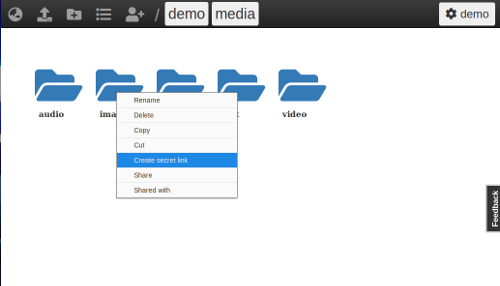 / demo media demo
audio ima video
Rename
Delete
Copy
Cut
Create secret link
Share
Shared with
Feedback